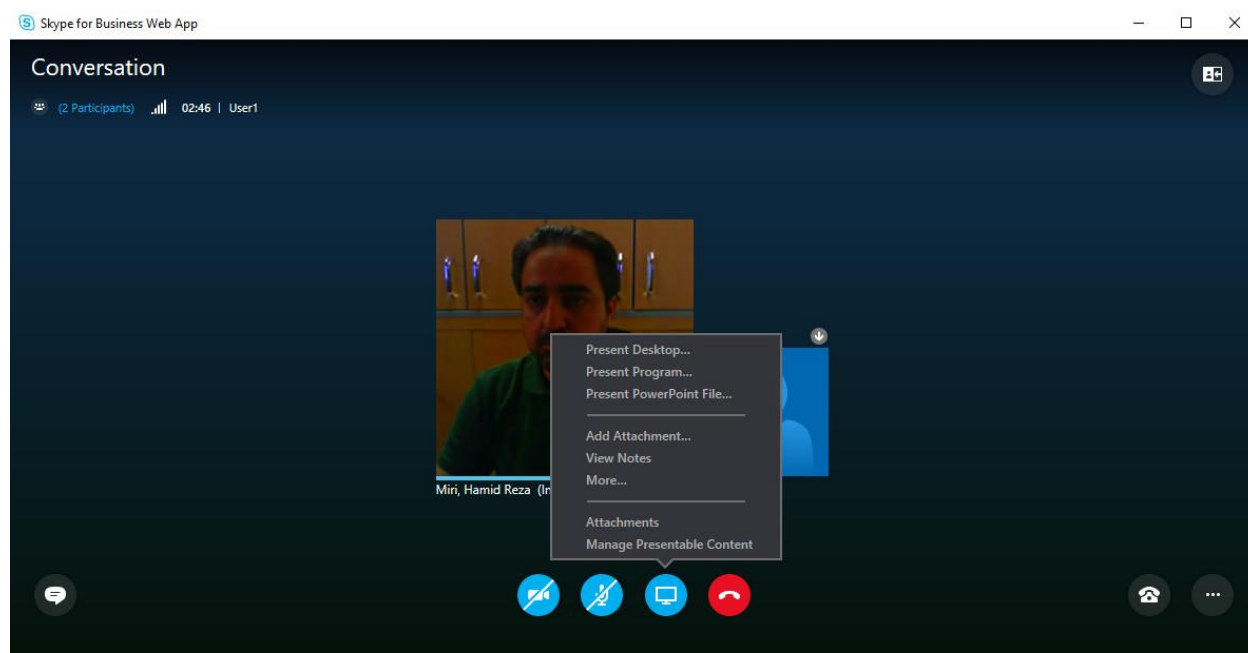 Skype for Business Web App
Conversation
(2 Participants) 02:46 | User1
Present Desktop...
Present Program...
Present PowerPoint File...
Add Attachment...
View Notes
More...
Attachments
Manage Presentable Content
Miri, Hamid Reza